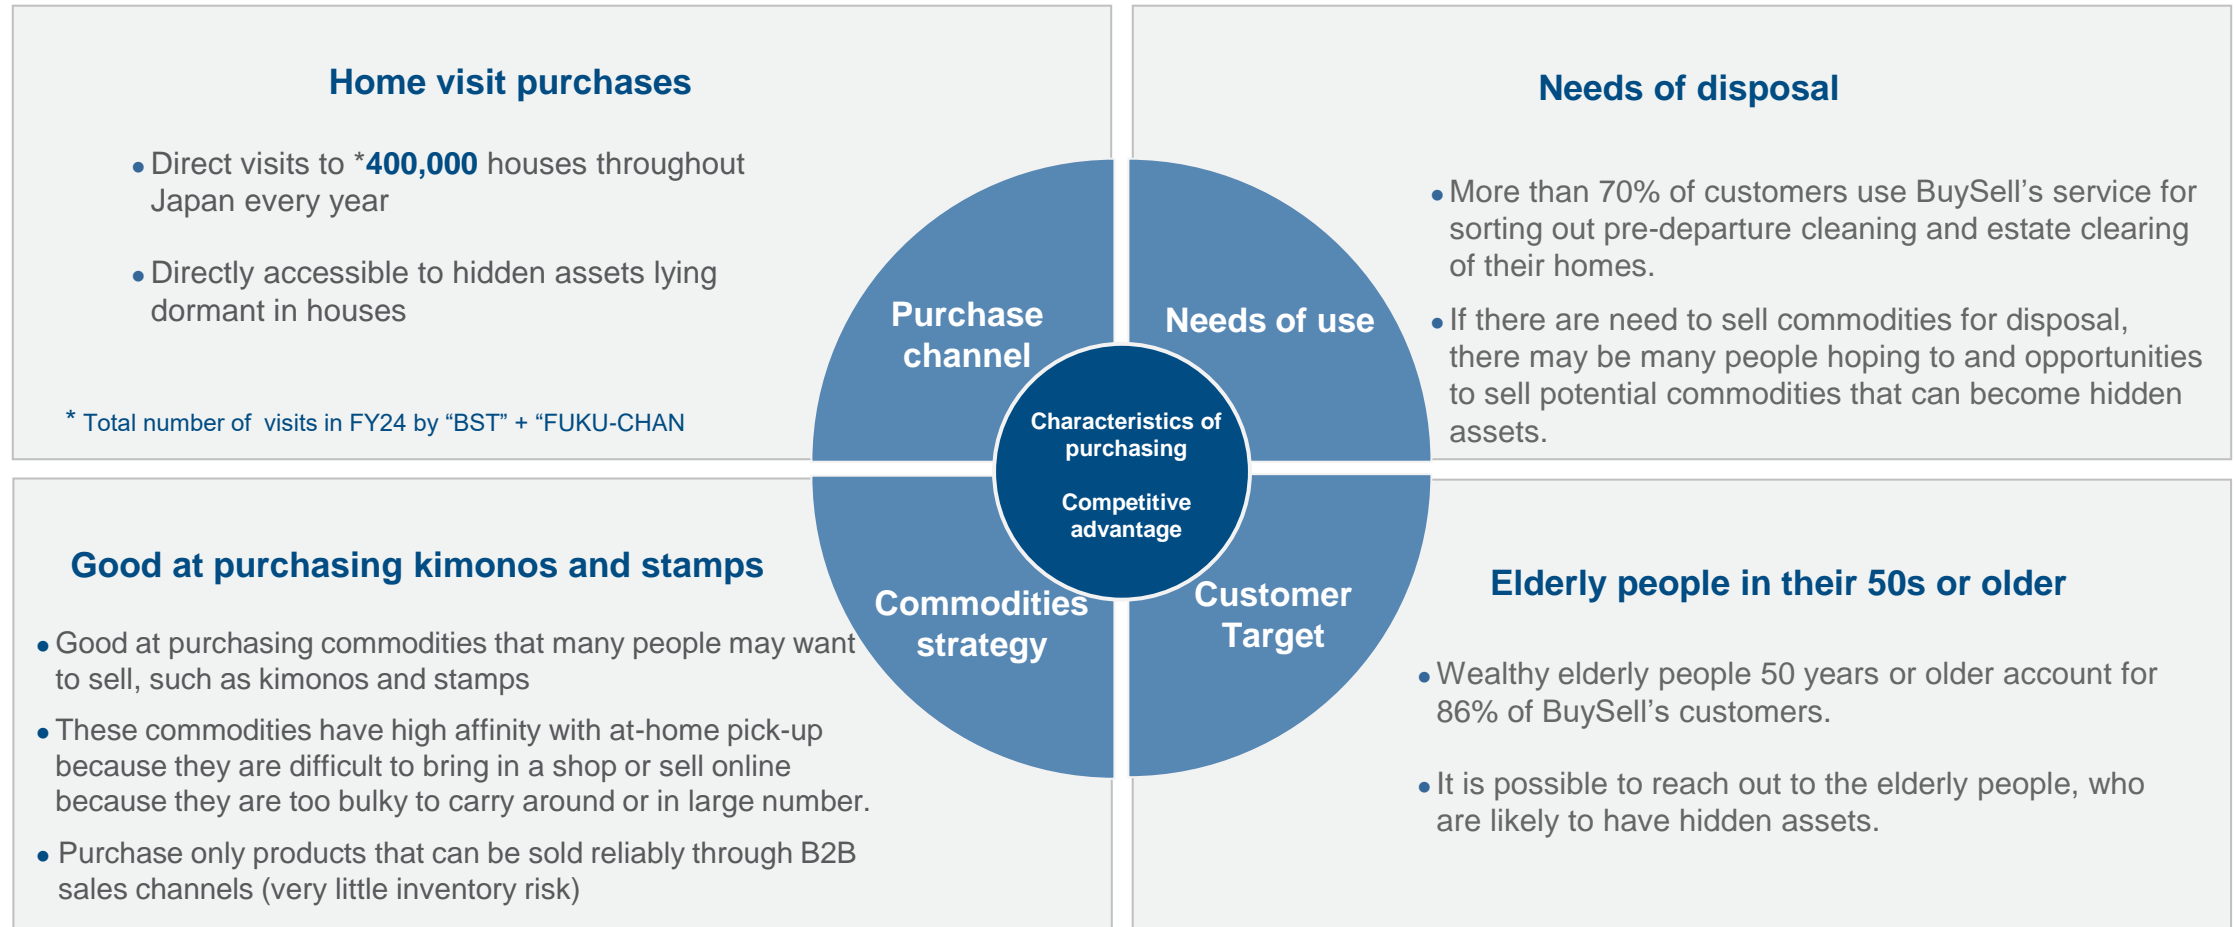 Home visit purchases
● Direct visits to *400,000 houses throughout
Japan every year
● Directly accessible to hidden assets lying
dormant in houses
* Total number of visits in FY24 by “BST” + “FUKU-CHAN
Needs of disposal
● More than 70% of customers use BuySell’s service for
sorting out pre-departure cleaning and estate clearing
of their homes.
● If there are need to sell commodities for disposal,
there may be many people hoping to and opportunities
to sell potential commodities that can become hidden
assets.
Purchase
channel
Needs of use
Characteristics of
purchasing
Competitive
advantage
Commodities
strategy
Customer
Target
Good at purchasing kimonos and stamps
● Good at purchasing commodities that many people may want
to sell, such as kimonos and stamps
● These commodities have high affinity with at-home pick-up
because they are difficult to bring in a shop or sell online
because they are too bulky to carry around or in large number.
● Purchase only products that can be sold reliably through B2B
sales channels (very little inventory risk)
Elderly people in their 50s or older
● Wealthy elderly people 50 years or older account for
86% of BuySell’s customers.
● It is possible to reach out to the elderly people, who
are likely to have hidden assets.